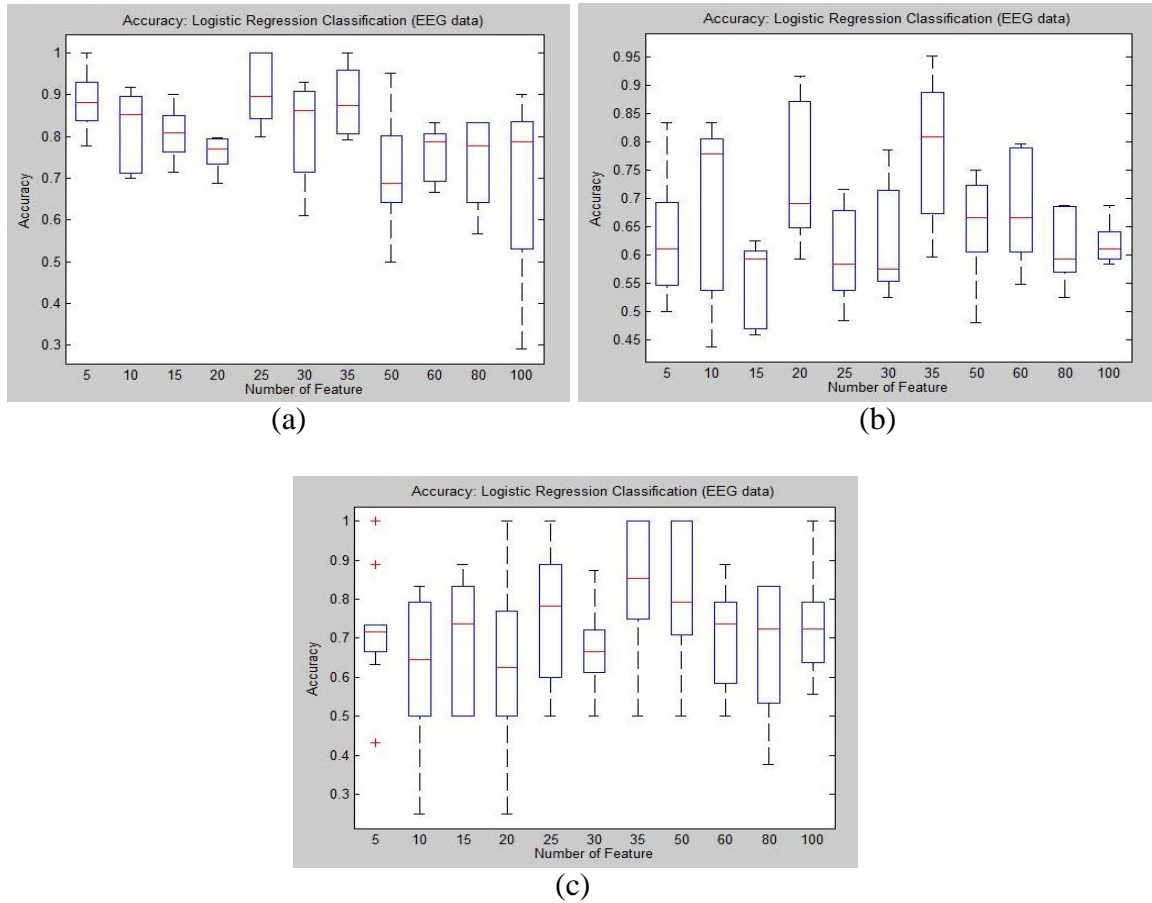 Accuracy: Logistic Regression Classification (EEG data)
1
0.9
0.8
0.7
0.6
0.5
0.4
0.3
Accuracy
5 10 15 20 25 30 35 50 60 80 100
Number of Feature
(a)
Accuracy: Logistic Regression Classification (EEG data)
0.95
0.9
0.85
0.8
0.75
0.7
0.65
0.6
0.55
0.5
0.45
Accuracy
5 10 15 20 25 30 35 50 60 80 100
Number of Feature
(b)
Accuracy: Logistic Regression Classification (EEG data)
1
0.9
0.8
0.7
0.6
0.5
0.4
0.3
Accuracy
5 10 15 20 25 30 35 50 60 80 100
Number of Feature
(c)